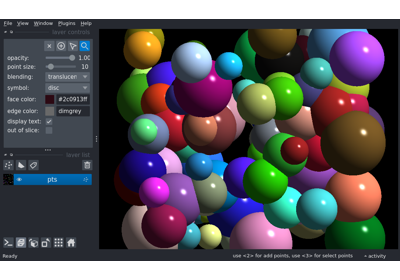 File View Window Plugins Help
layer controls
opacity: 1.00
point size: 10
blending: translucen
symbol: disc
face color: #2c0913ff
edge color: dimgrey
display text:
out of slice:
layer list
pts
Ready use <2> for add points, use <3> for select points activity